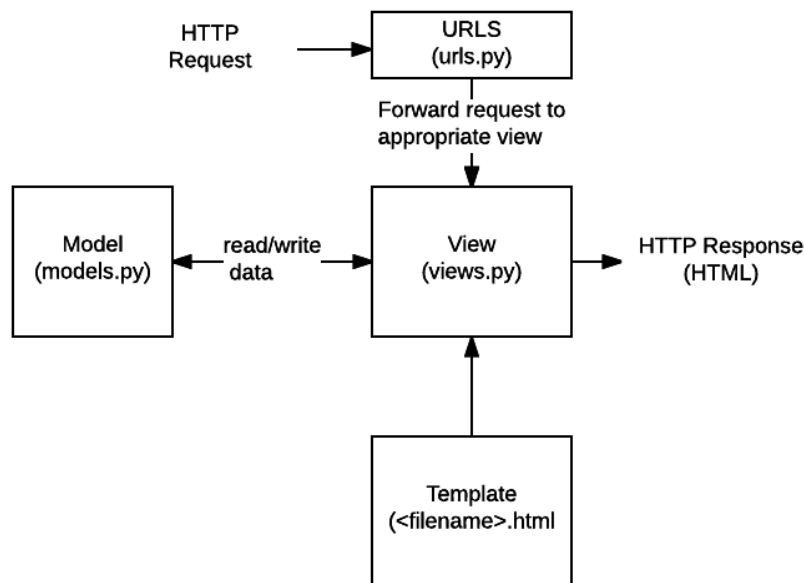 HTTP
Request
URLS
(urls.py)
Forward request to
appropriate view
Model
(models.py)
read/write
data
View
(views.py)
HTTP Response
(HTML)
Template
(<filename>.html